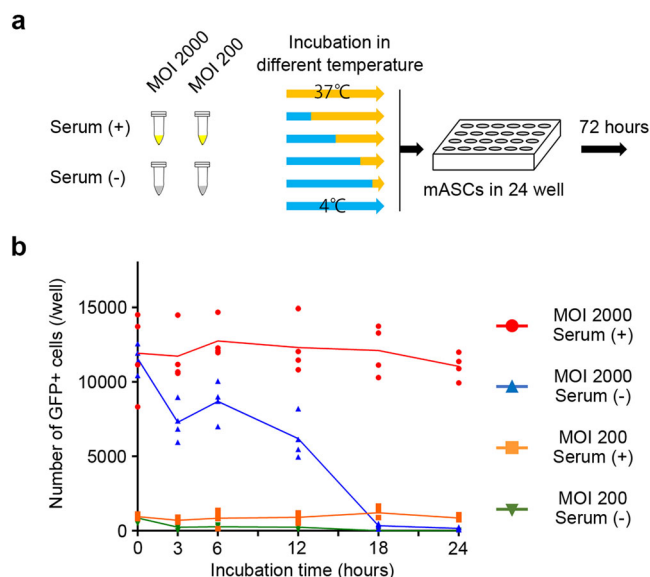 a
MOI 2000
MOI 200
Incubation in
different temperature
37℃
Serum (+)
Serum (-)
4℃
mASCs in 24 well
72 hours
b
Number of GFP+ cells (/well)
15000
10000
5000
0
0 3 6 12 18 24
Incubation time (hours)
MOI 2000
Serum (+)
MOI 2000
Serum (-)
MOI 200
Serum (+)
MOI 200
Serum (-)